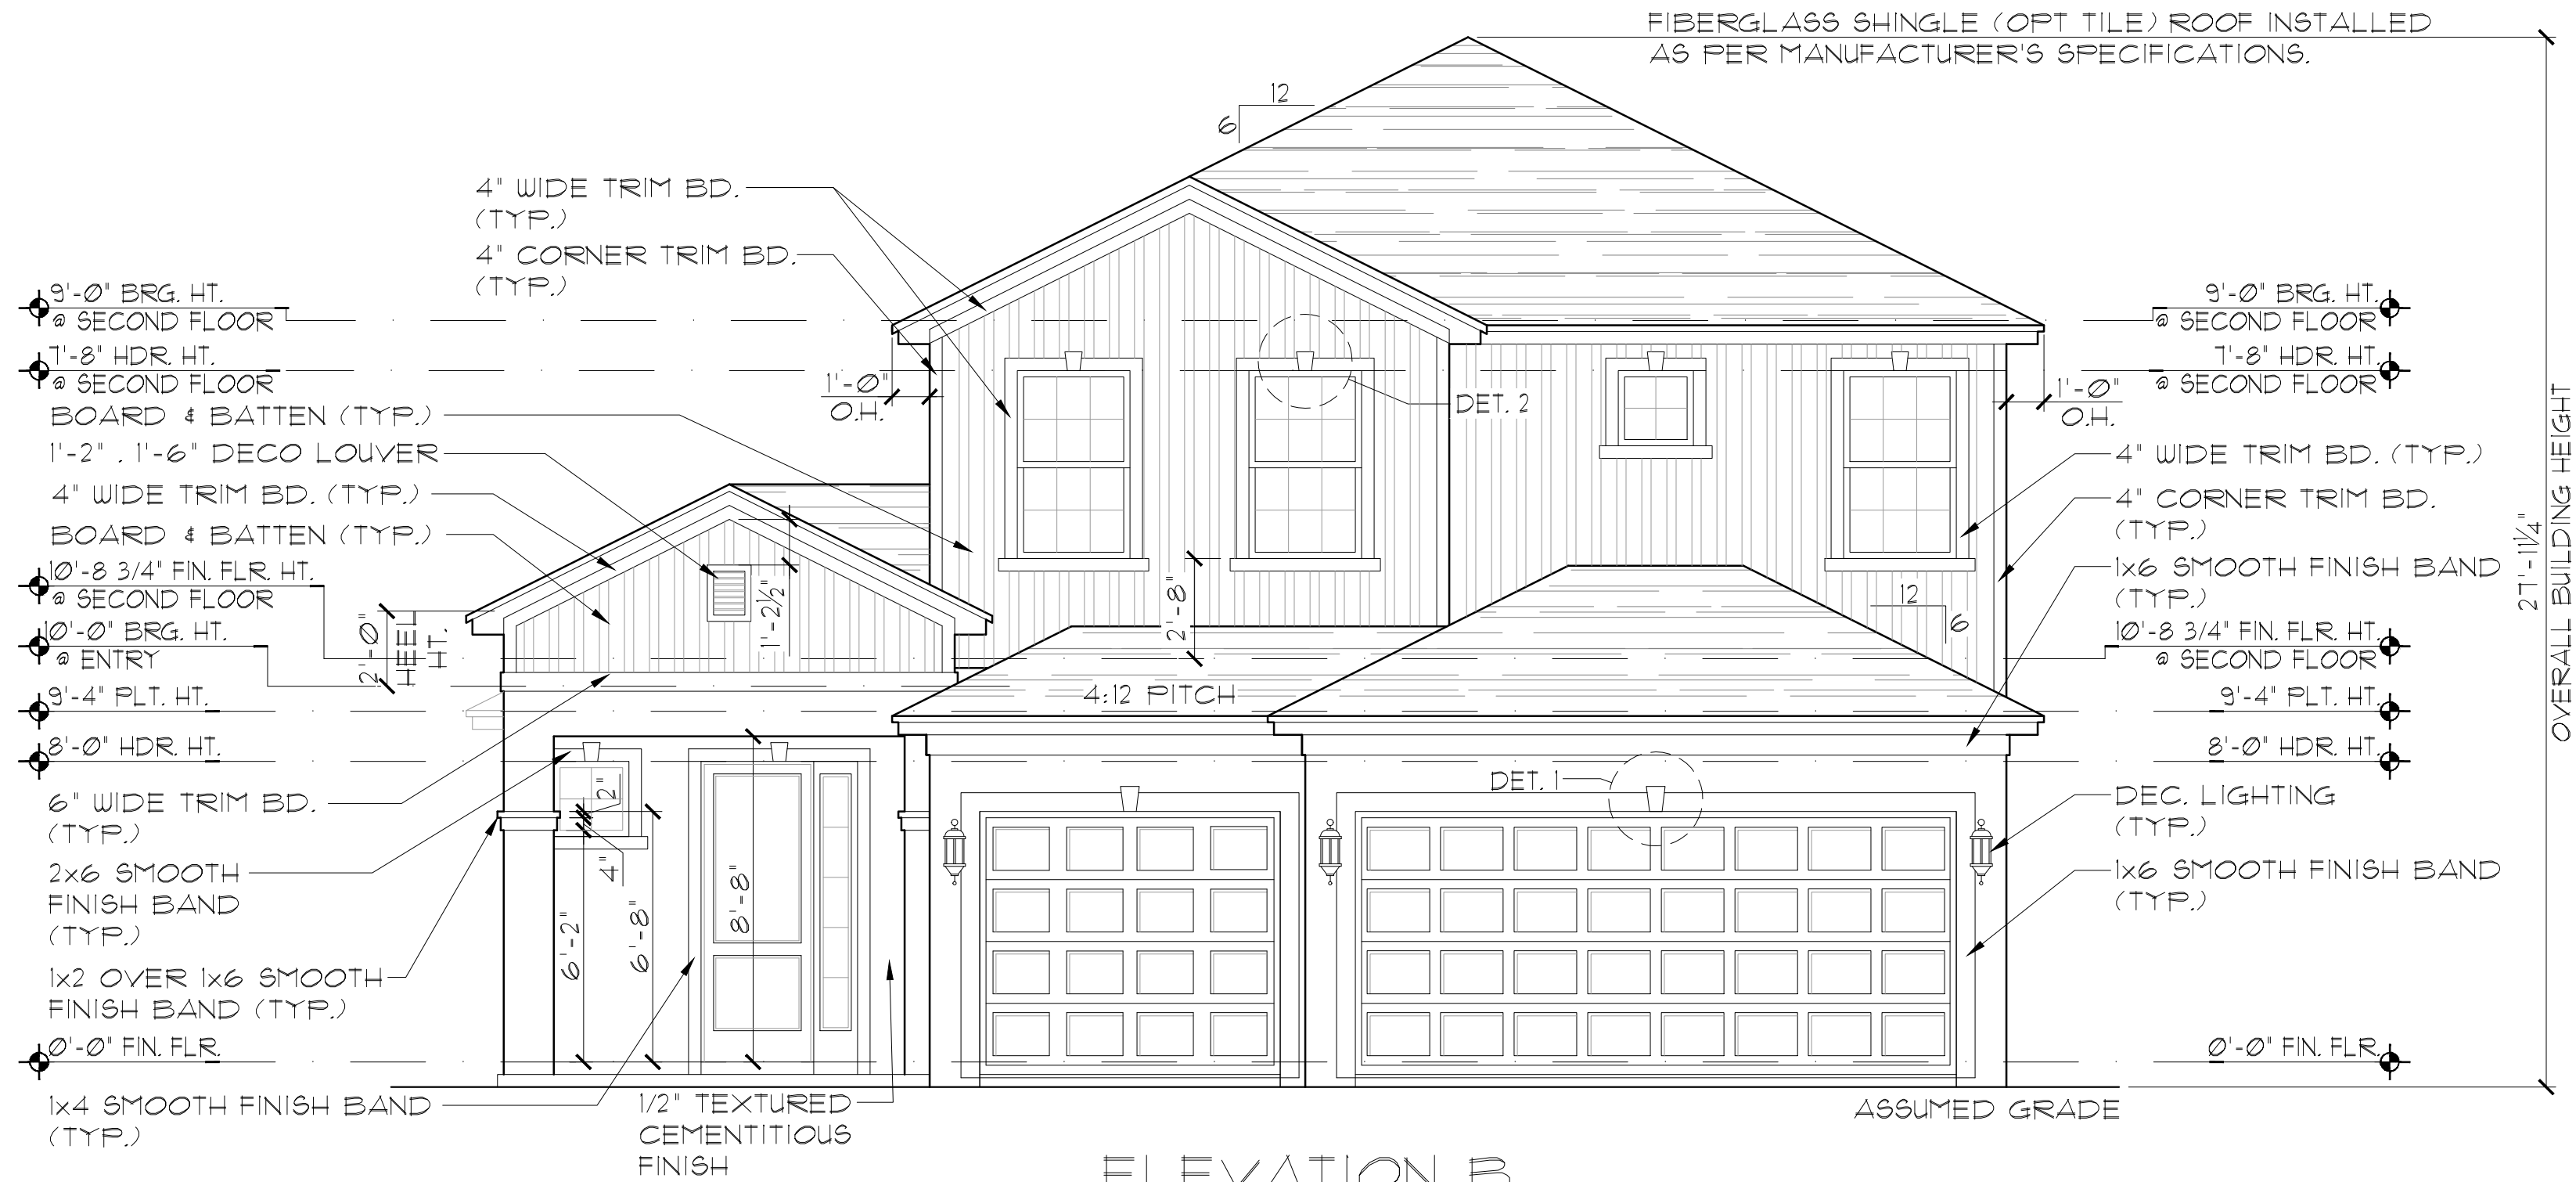 FIBERGLASS SHINGLE (OPT TILE) ROOF INSTALLED
AS PER MANUFACTURER'S SPECIFICATIONS.
12
6
4" WIDE TRIM BD.
(TYP.)
4" CORNER TRIM BD.
(TYP.)
9'-0" BRG. HT.
@ SECOND FLOOR
7'-8" HDR. HT.
@ SECOND FLOOR
BOARD & BATTEN (TYP.)
1'-2" . 1'-6" DECO LOUVER
4" WIDE TRIM BD. (TYP.)
BOARD & BATTEN (TYP.)
10'-8 3/4" FIN. FLR. HT.
@ SECOND FLOOR
10'-0" BRG. HT.
@ ENTRY
9'-4" PLT. HT.
8'-0" HDR. HT.
6" WIDE TRIM BD.
(TYP.)
2x6 SMOOTH
FINISH BAND
(TYP.)
1x2 OVER 1x6 SMOOTH
FINISH BAND (TYP.)
0'-0" FIN. FLR.
1x4 SMOOTH FINISH BAND
(TYP.)
2'-0"
HEEL
HT.
1'-0"
O.H.
1'-2½"
2'-8"
DET. 2
4:12 PITCH
12
6
DET. 1
2"
4"
6'-2"
6'-8"
8'-8"
1/2" TEXTURED
CEMENTITIOUS
FINISH
9'-0" BRG. HT.
@ SECOND FLOOR
7'-8" HDR. HT.
@ SECOND FLOOR
1'-0"
O.H.
4" WIDE TRIM BD. (TYP.)
4" CORNER TRIM BD.
(TYP.)
1x6 SMOOTH FINISH BAND
(TYP.)
10'-8 3/4" FIN. FLR. HT.
@ SECOND FLOOR
9'-4" PLT. HT.
8'-0" HDR. HT.
DEC. LIGHTING
(TYP.)
1x6 SMOOTH FINISH BAND
(TYP.)
0'-0" FIN. FLR.
ASSUMED GRADE
27'-11¼"
OVERALL BUILDING HEIGHT
ELEVATION B